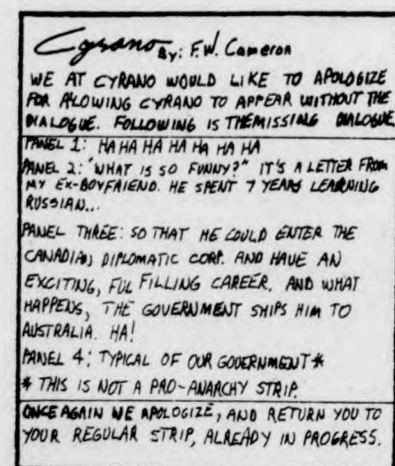 Cyrano By: F.W. Cameron
WE AT CYRANO WOULD LIKE TO APOLOGIZE
FOR ALOWING CYRANO TO APPEAR WITHOUT THE
DIALOGUE. FOLLOWING IS THE MISSING DIALOGUE
PANEL 1: HA HA HA HA HA HA HA
PANEL 2: "WHAT IS SO FUNNY?" IT'S A LETTER FROM
MY EX-BOYFRIEND. HE SPENT 7 YEARS LEARNING
RUSSIAN...
PANEL THREE: SO THAT HE COULD ENTER THE
CANADIAN DIPLOMATIC CORP. AND HAVE AN
EXCITING, FUL FILLING CAREER, AND WHAT
HAPPENS, THE GOVERNMENT SHIPS HIM TO
AUSTRALIA. HA!
PANEL 4: TYPICAL OF OUR GOVERNMENT*
* THIS IS NOT A PRO-ANARCHY STRIP.
ONCE AGAIN WE APOLOGIZE, AND RETURN YOU TO
YOUR REGULAR STRIP, ALREADY IN PROGRESS.